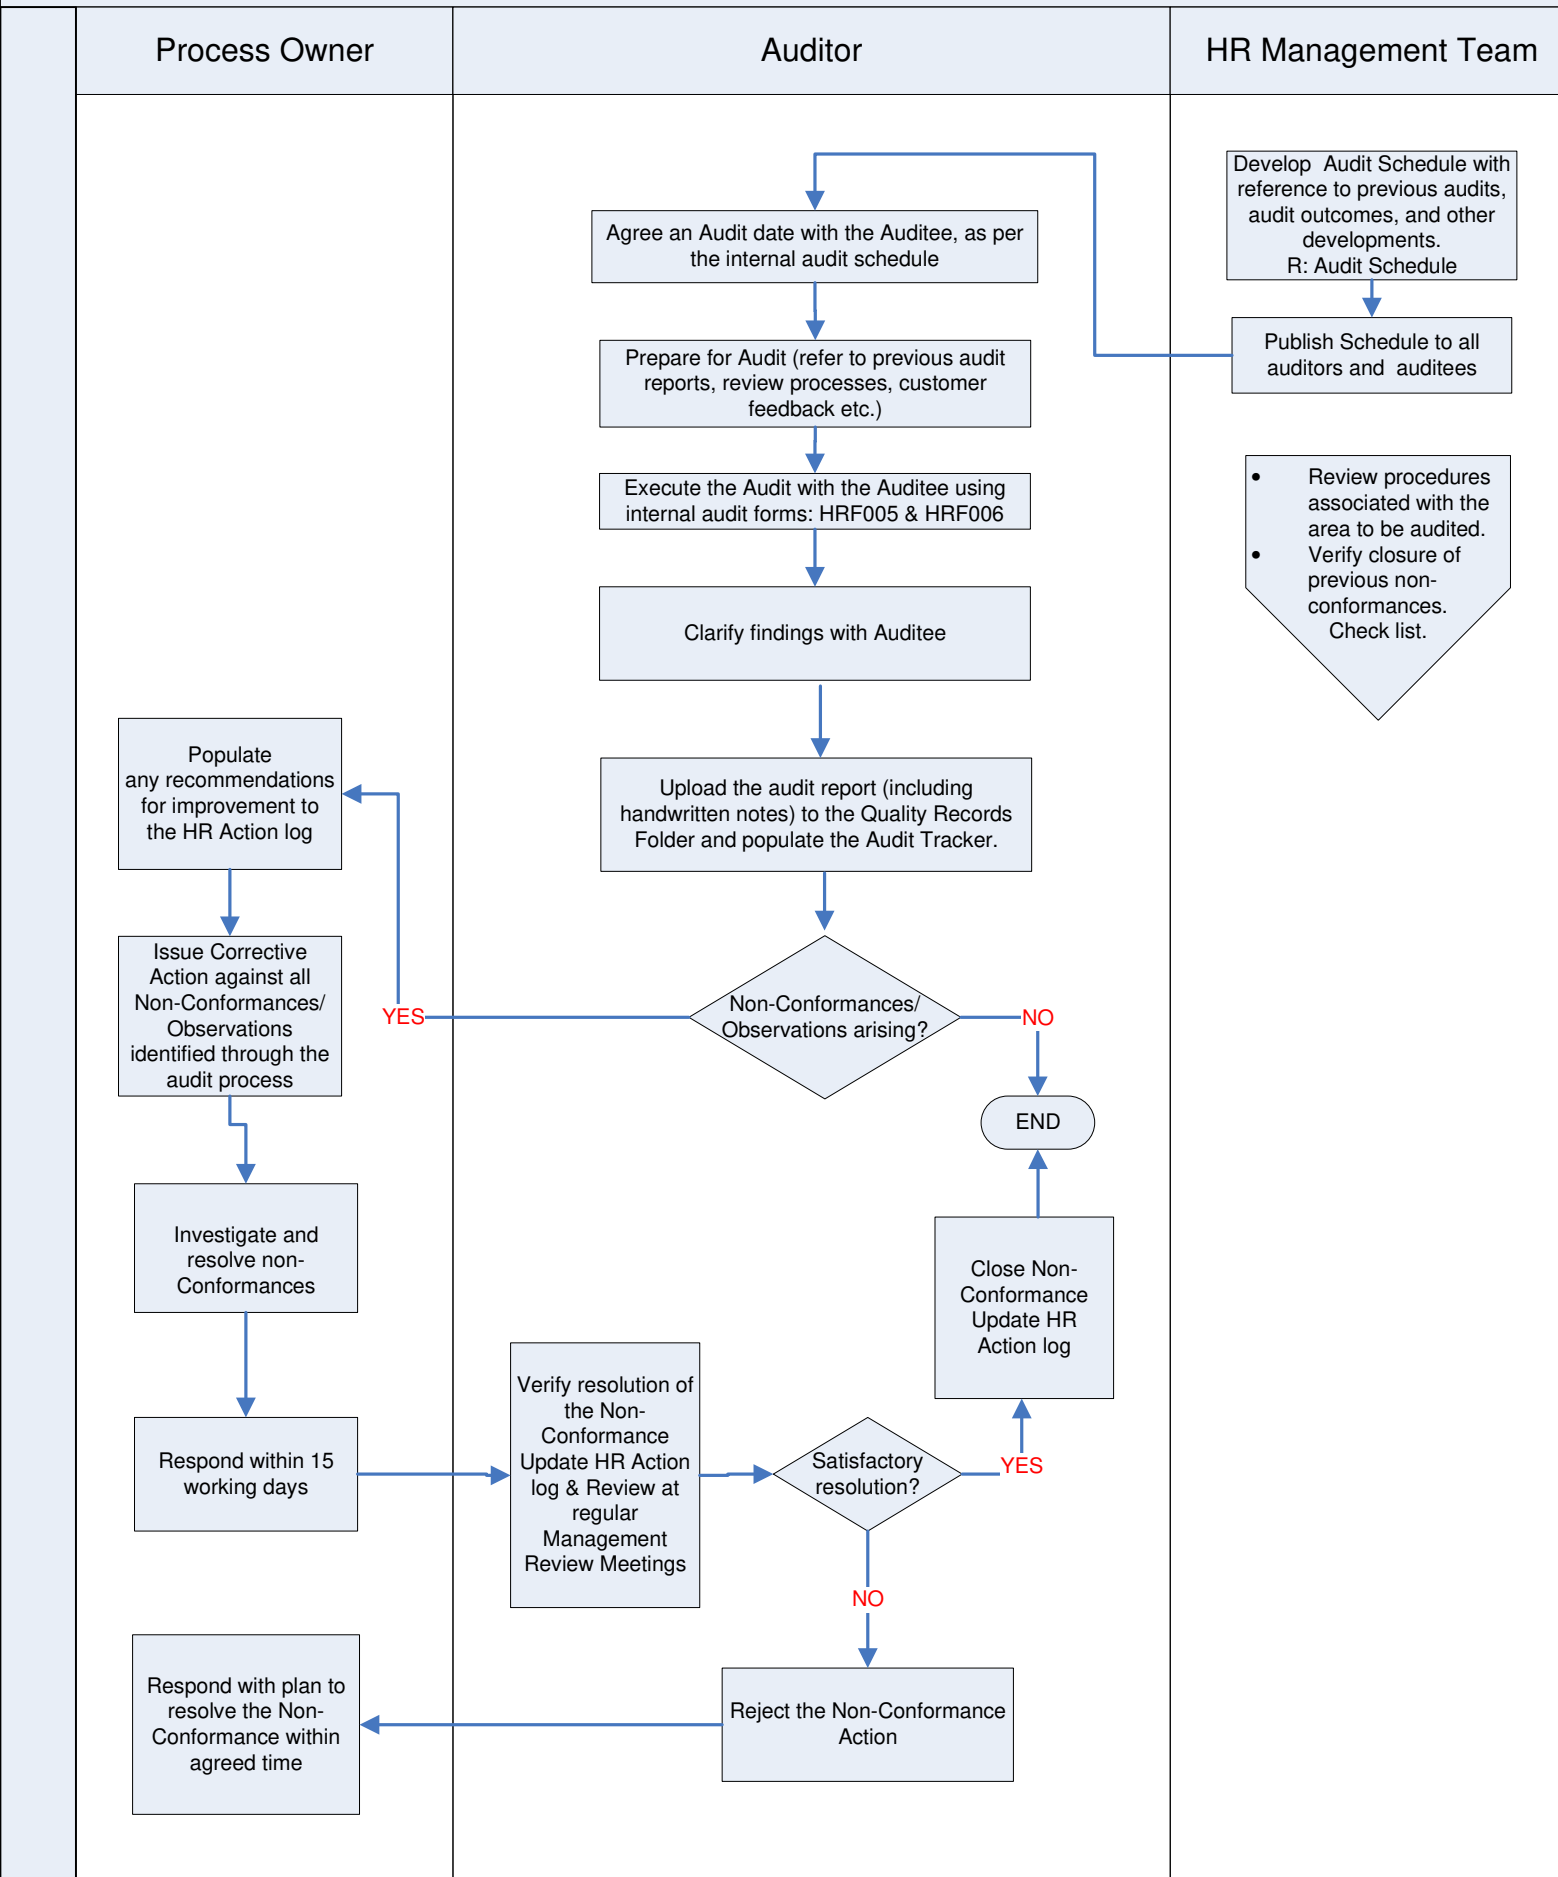 Process Owner
Auditor
HR Management Team
Develop  Audit Schedule with
reference to previous audits,
audit outcomes, and other
developments.
R: Audit Schedule
Publish Schedule to all
auditors and  auditees
• Review procedures
associated with the
area to be audited.
• Verify closure of
previous non-
conformances.
Check list.
Agree an Audit date with the Auditee, as per
the internal audit schedule
Prepare for Audit (refer to previous audit
reports, review processes, customer
feedback etc.)
Execute the Audit with the Auditee using
internal audit forms: HRF005 & HRF006
Clarify findings with Auditee
Upload the audit report (including
handwritten notes) to the Quality Records
Folder and populate the Audit Tracker.
Non-Conformances/
Observations arising?
YES
NO
END
Populate
any recommendations
for improvement to
the HR Action log
Issue Corrective
Action against all
Non-Conformances/
Observations
identified through the
audit process
Investigate and
resolve non-
Conformances
Respond within 15
working days
Verify resolution of
the Non-
Conformance
Update HR Action
log & Review at
regular
Management
Review Meetings
Satisfactory
resolution?
YES
Close Non-
Conformance
Update HR
Action log
NO
Reject the Non-Conformance
Action
Respond with plan to
resolve the Non-
Conformance within
agreed time